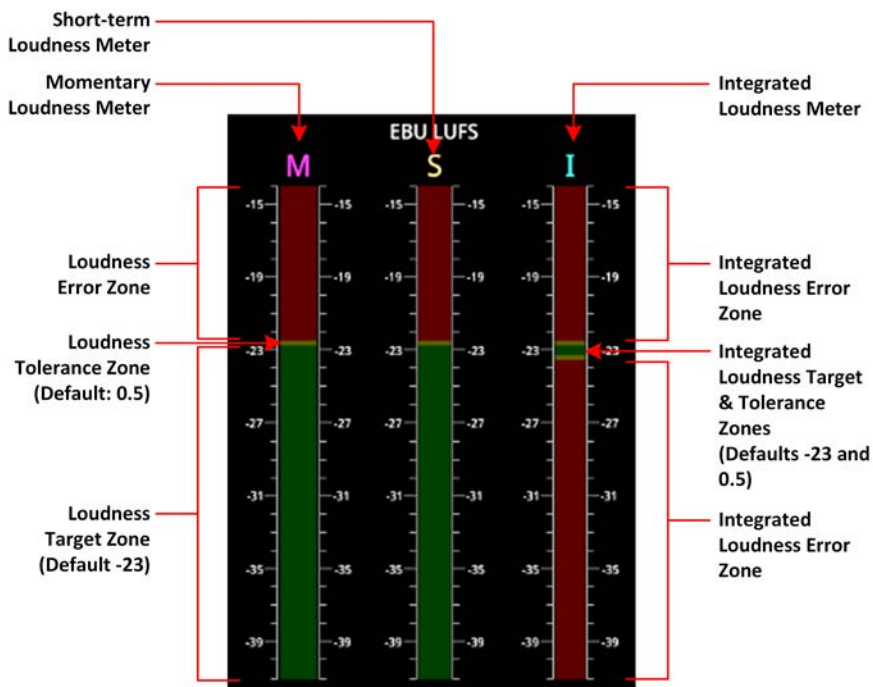 Short-term
Loudness Meter
Momentary
Loudness Meter
Integrated
Loudness Meter
EBU LUFS
M
S
I
-15 -15 -15 -15 -15 -15
-19 -19 -19 -19 -19 -19
-23 -23 -23 -23 -23 -23
-27 -27 -27 -27 -27 -27
-31 -31 -31 -31 -31 -31
-35 -35 -35 -35 -35 -35
-39 -39 -39 -39 -39 -39
Loudness
Error Zone
Loudness
Tolerance Zone
(Default: 0.5)
Loudness
Target Zone
(Default -23)
Integrated
Loudness Error
Zone
Integrated
Loudness Target
& Tolerance
Zones
(Defaults -23 and
0.5)
Integrated
Loudness Error
Zone